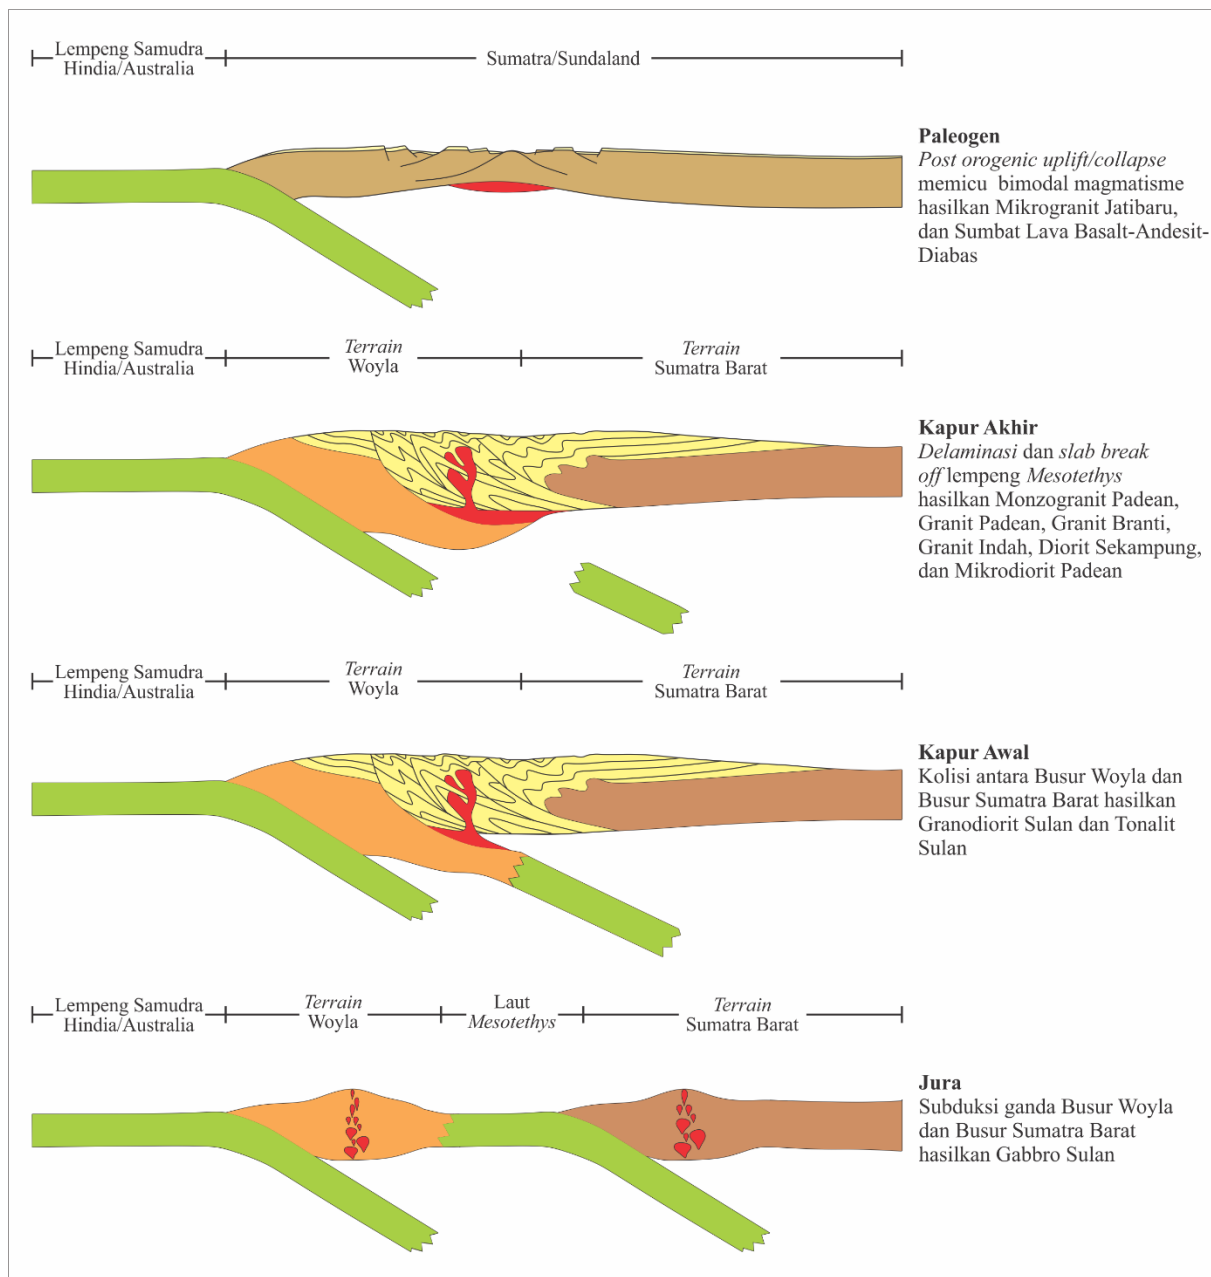 Lempeng Samudra
Hindia/Australia
Sumatra/Sundaland
Paleogen
Post orogenic uplift/collapse
memicu bimodal magmatisme
hasilkan Mikrogranit Jatibaru,
dan Sumbat Lava Basalt-Andesit-
Diabas
Lempeng Samudra
Hindia/Australia
Terrain
Woyla
Terrain
Sumatra Barat
Kapur Akhir
Delaminasi dan slab break
off lempeng Mesotethys
hasilkan Monzogranit Padean,
Granit Padean, Granit Branti,
Granit Indah, Diorit Sekampung,
dan Mikrodiorit Padean
Lempeng Samudra
Hindia/Australia
Terrain
Woyla
Terrain
Sumatra Barat
Kapur Awal
Kolisi antara Busur Woyla dan
Busur Sumatra Barat hasilkan
Granodiorit Sulan dan Tonalit
Sulan
Lempeng Samudra
Hindia/Australia
Terrain
Woyla
Laut
Mesotethys
Terrain
Sumatra Barat
Jura
Subduksi ganda Busur Woyla
dan Busur Sumatra Barat
hasilkan Gabbro Sulan